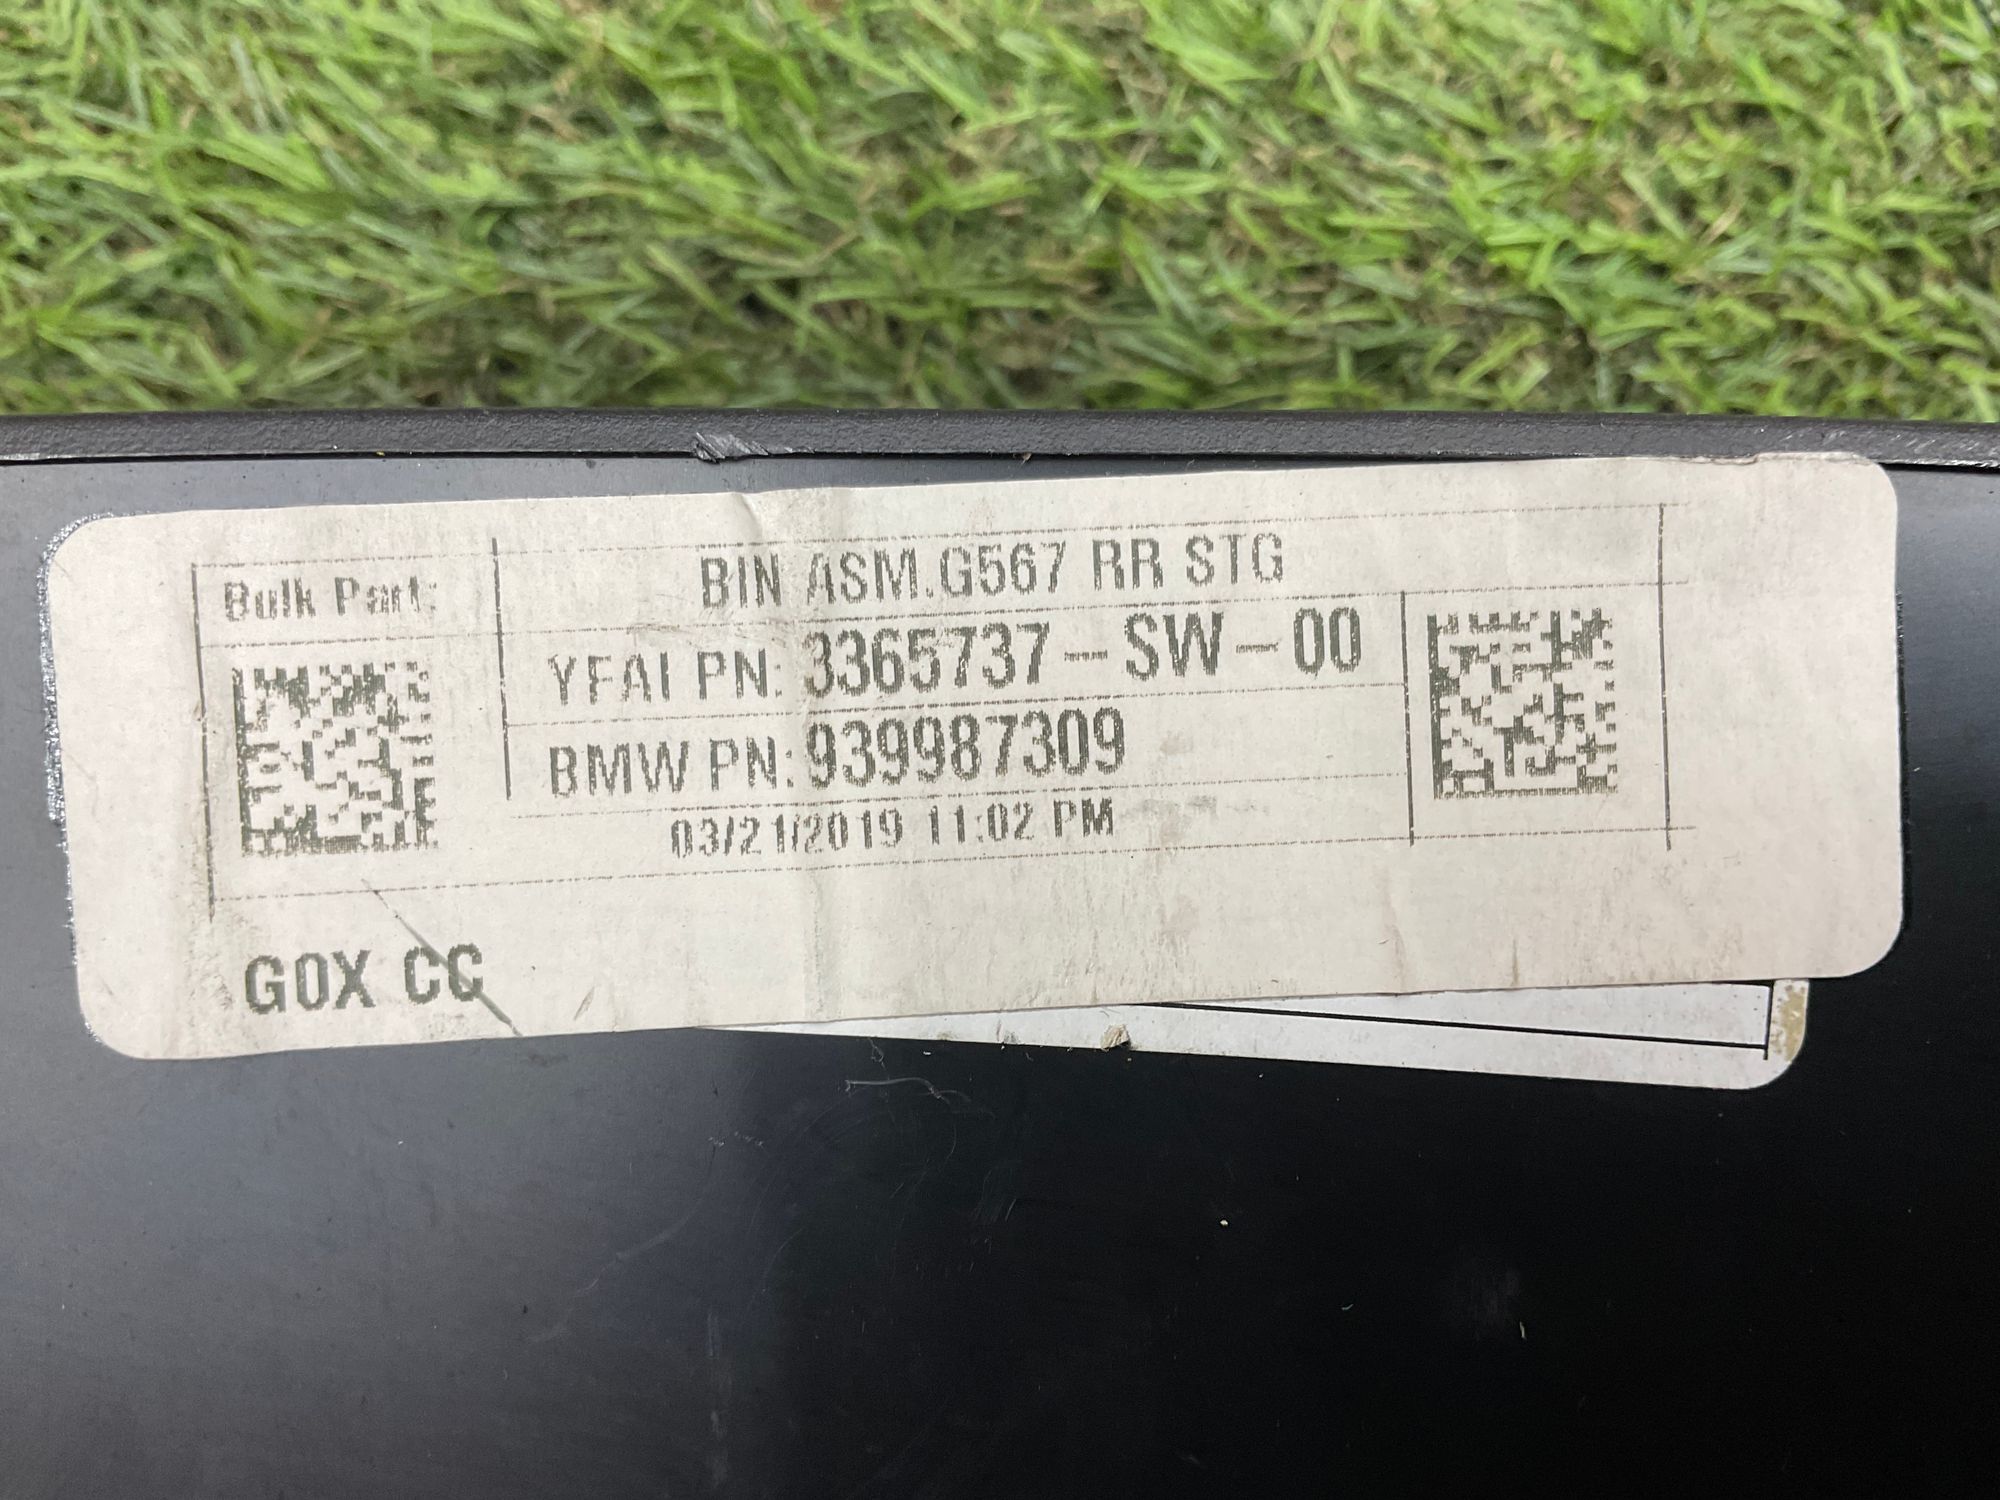 Bulk Part:
BIN ASM.G567 RR STG
YFAI PN: 3365737-SW-00
BMW PN: 939987309
03/21/2019 11:02 PM
G0X CC